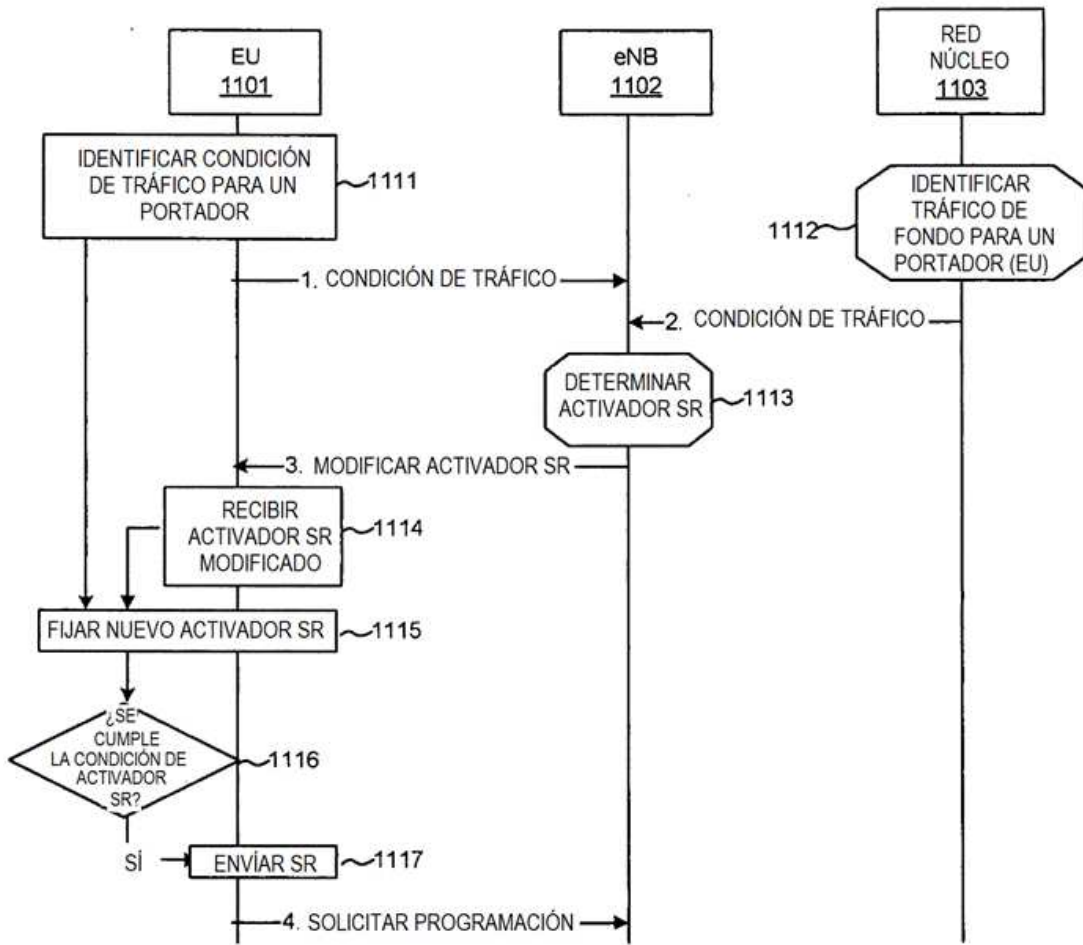 EU
1101
eNB
1102
RED
NÚCLEO
1103
IDENTIFICAR CONDICIÓN
DE TRÁFICO PARA UN
PORTADOR
1111
IDENTIFICAR
TRÁFICO DE
FONDO PARA UN
PORTADOR (EU)
1112
1. CONDICIÓN DE TRÁFICO
2. CONDICIÓN DE TRÁFICO
DETERMINAR
ACTIVADOR SR
1113
3. MODIFICAR ACTIVADOR SR
RECIBIR
ACTIVADOR SR
MODIFICADO
1114
FIJAR NUEVO ACTIVADOR SR
1115
¿SE
CUMPLE
LA CONDICIÓN DE
ACTIVADOR
SR?
1116
SÍ
ENVÍAR SR
1117
4. SOLICITAR PROGRAMACIÓN